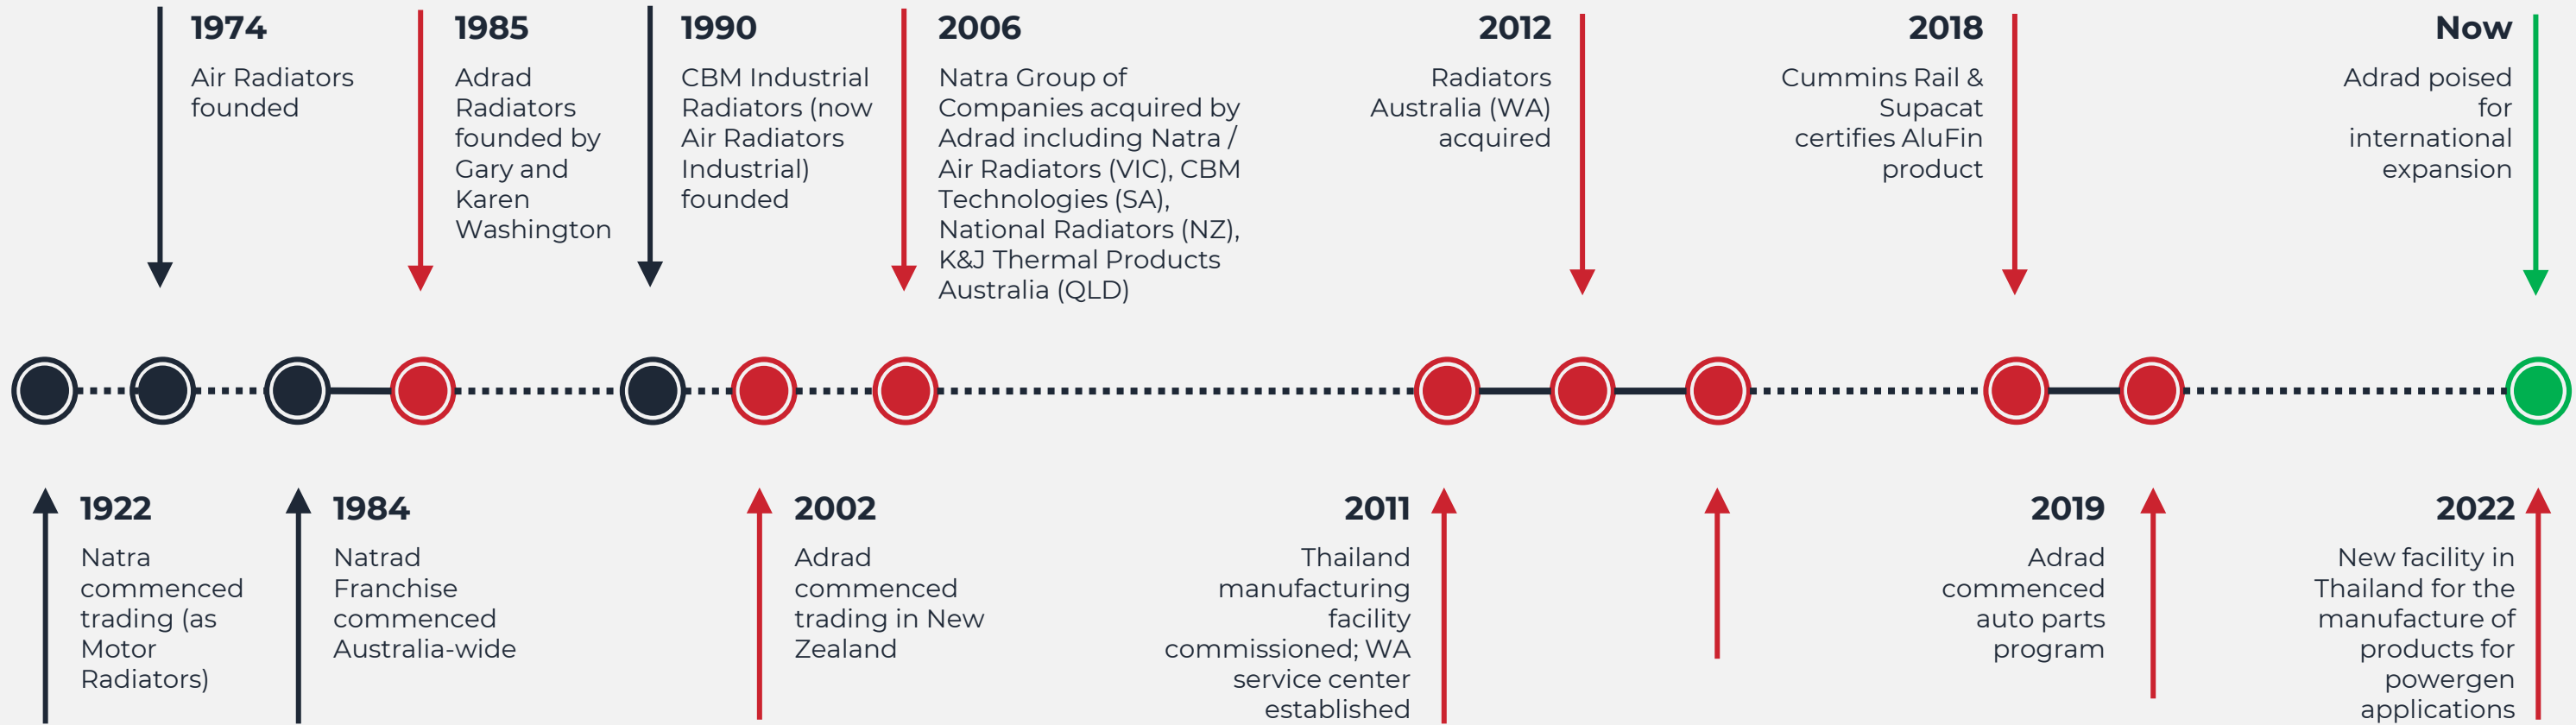 1974
Air Radiators
founded
1985
Adrad
Radiators
founded by
Gary and
Karen
Washington
1990
CBM Industrial
Radiators (now
Air Radiators
Industrial)
founded
2006
Natra Group of
Companies acquired by
Adrad including Natra /
Air Radiators (VIC), CBM
Technologies (SA),
National Radiators (NZ),
K&J Thermal Products
Australia (QLD)
2012
Radiators
Australia (WA)
acquired
2018
Cummins Rail &
Supacat
certifies AluFin
product
Now
Adrad poised
for
international
expansion
1922
Natra
commenced
trading (as
Motor
Radiators)
1984
Natrad
Franchise
commenced
Australia-wide
2002
Adrad
commenced
trading in New
Zealand
2011
Thailand
manufacturing
facility
commissioned; WA
service center
established
2019
Adrad
commenced
auto parts
program
2022
New facility in
Thailand for the
manufacture of
products for
powergen
applications